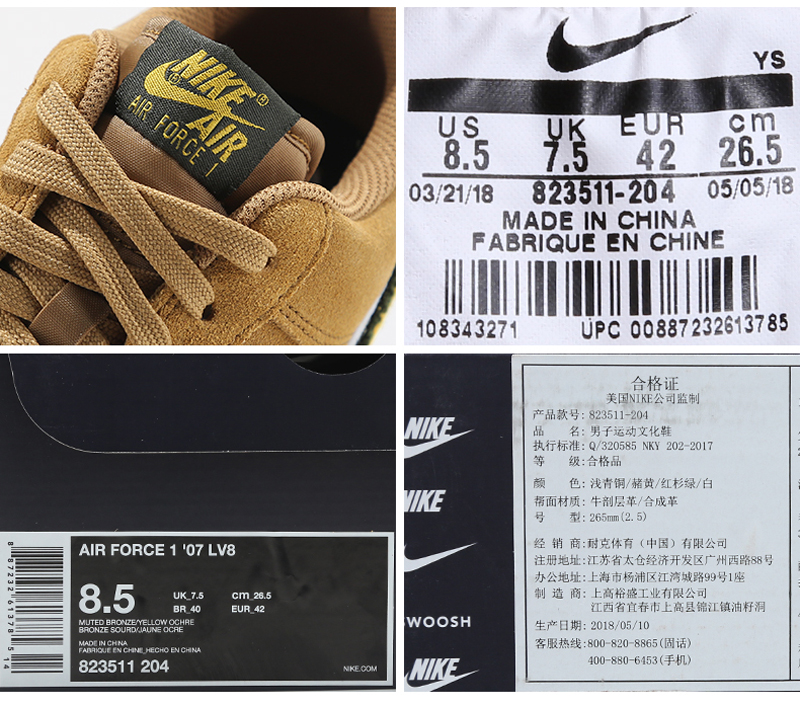 NIKE
AIR
AIR FORCE 1
YS
US UK EUR cm
8.5 7.5 42 26.5
03/21/18 823511-204 05/05/18
MADE IN CHINA
FABRIQUE EN CHINE
108343271 UPC 00887232613785
AIR FORCE 1 '07 LV8
8.5
UK_7.5 cm_26.5
BR_40 EUR_42
MUTED BRONZE/YELLOW OCHRE
BRONZE SOURD/JAUNE OCRE
MADE IN CHINA
FABRIQUE EN CHINE_HECHO EN CHINA
823511 204
NIKE.COM
8 87232 61378 5 14
NIKE
NIKE
SWOOSH
NIKE
合格证
美国NIKE公司监制
产品款号: 823511-204
品 名: 男子运动文化鞋
执行标准: Q/320585 NKY 202-2017
等 级: 合格品
颜 色: 浅青铜/赭黄/红杉绿/白
帮面材质: 牛剖层革/合成革
号 型: 265mm(2.5)
经 销 商: 耐克体育（中国）有限公司
注册地址: 江苏省太仓经济开发区广州西路88号
办公地址: 上海市杨浦区江湾城路99号1座
制 造 商: 上高裕盛工业有限公司
江西省宜春市上高县锦江镇油籽洞
生产日期: 2018/05/10
客服热线: 800-820-8865(固话)
400-880-6453(手机)